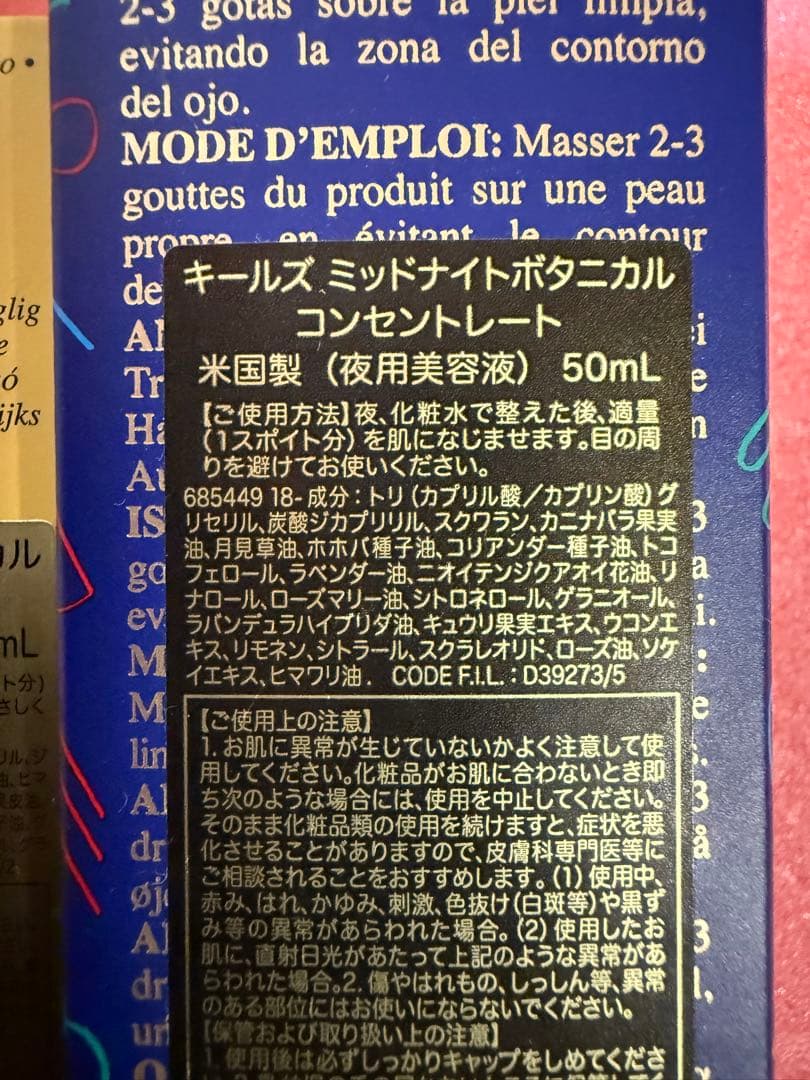 2-3 gotas sobre la piel limpia,
evitando la zona del contorno
del ojo.
MODE D'EMPLOI: Masser 2-3
gouttes du produit sur une peau
propre, en évitant le contour
キールズ ミッドナイトボタニカル
コンセントレート
米国製（夜用美容液） 50mL
【ご使用方法】夜、化粧水で整えた後、適量
（1スポイト分）を肌になじませます。目の周
りを避けてお使いください。
685449 18- 成分：トリ（カプリル酸／カプリン酸）グ
リセリル、炭酸ジカプリリル、スクワラン、カニナバラ果実
油、月見草油、ホホバ種子油、コリアンダー種子油、トコ
フェロール、ラベンダー油、ニオイテンジクアオイ花油、リ
ナロール、ローズマリー油、シトロネロール、ゲラニオール、
ラバンデュラハイブリダ油、キュウリ果実エキス、ウコンエ
キス、リモネン、シトラール、スクラレオリド、ローズ油、ソケ
イエキス、ヒマワリ油． CODE F.I.L.：D39273/5
【ご使用上の注意】
1. お肌に異常が生じていないかよく注意して使
用してください。化粧品がお肌に合わないとき即
ち次のような場合には、使用を中止してください。
そのまま化粧品類の使用を続けますと、症状を悪
化させることがありますので、皮膚科専門医等に
ご相談されることをおすすめします。（1）使用中、
赤み、はれ、かゆみ、刺激、色抜け（白斑等）や黒ず
み等の異常があらわれた場合。（2）使用したお
肌に、直射日光があたって上記のような異常があ
らわれた場合。2. 傷やはれもの、しっしん等、異常
のある部位にはお使いにならないでください。
【保管および取り扱い上の注意】
1. 使用後は必ずしっかりキャップをしめてくださ